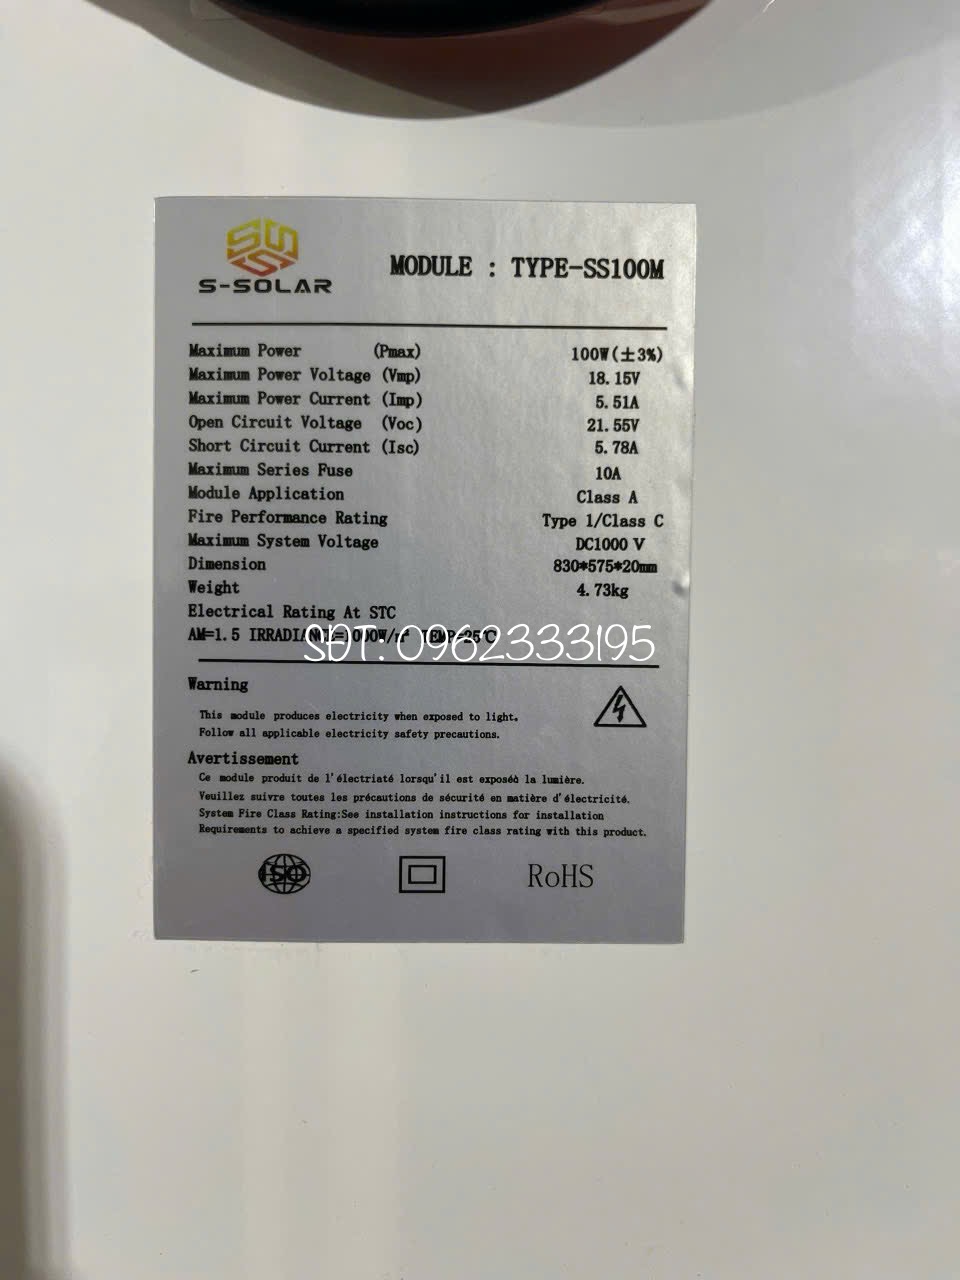 S-SOLAR
MODULE : TYPE-SS100M
Maximum Power (Pmax) 100W(±3%)
Maximum Power Voltage (Vmp) 18.15V
Maximum Power Current (Imp) 5.51A
Open Circuit Voltage (Voc) 21.55V
Short Circuit Current (Isc) 5.78A
Maximum Series Fuse 10A
Module Application Class A
Fire Performance Rating Type 1/Class C
Maximum System Voltage DC1000 V
Dimension 830*575*20mm
Weight 4.73kg
Electrical Rating At STC
AM=1.5 IRRADIANCE=1000W/㎡ TEMP=25℃
SĐT: 0962333195
Warning
This module produces electricity when exposed to light.
Follow all applicable electricity safety precautions.
Avertissement
Ce module produit de l'électriaté lorsqu'il est exposéà la lumière.
Veuillez suivre toutes les précautions de sécurité en matière d'électricité.
System Fire Class Rating:See installation instructions for installation
Requirements to achieve a specified system fire class rating with this product.
ISO RoHS